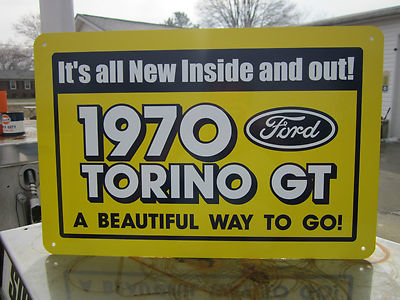 It's all New Inside and out!
1970
Ford
TORINO GT
A BEAUTIFUL WAY TO GO!